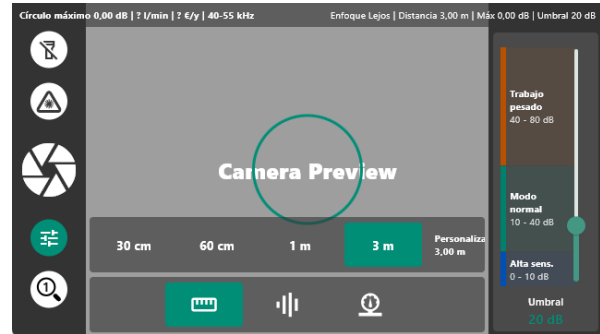 Círculo máximo 0,00 dB | ? l/min | ? €/y | 40-55 kHz
Enfoque Lejos | Distancia 3,00 m | Máx 0,00 dB | Umbral 20 dB
Trabajo
pesado
40 - 80 dB
Camera Preview
Modo
normal
10 - 40 dB
30 cm
60 cm
1 m
3 m
Personaliza
3,00 m
Alta sens.
0 - 10 dB
1
Umbral
20 dB